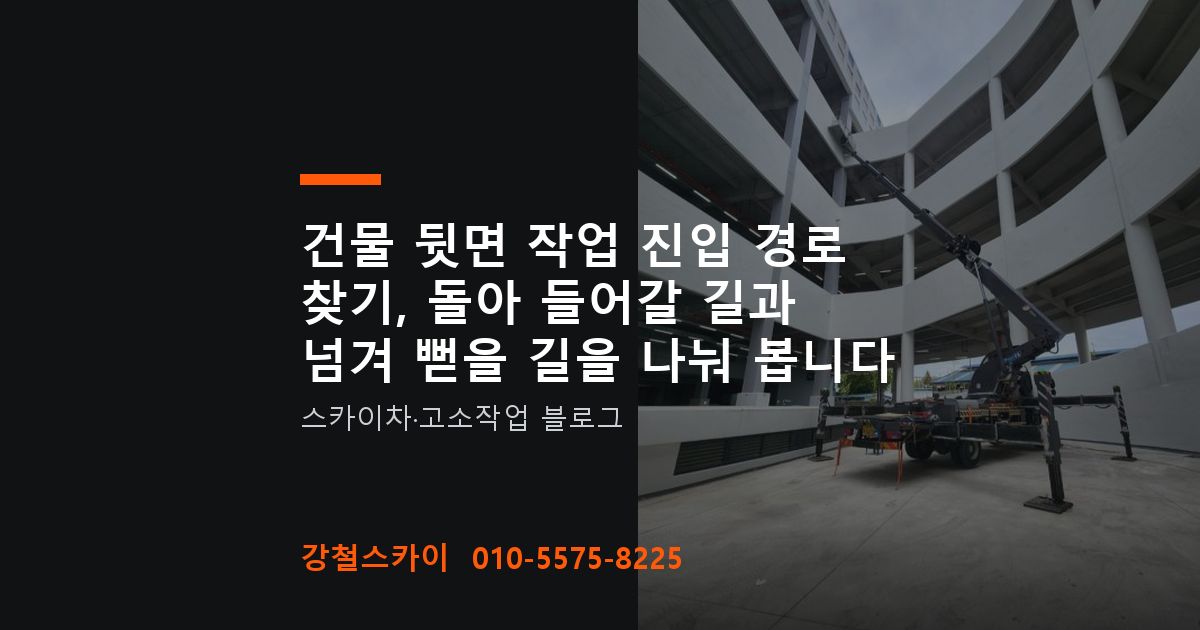 건물 뒷면 작업 진입 경로
찾기, 돌아 들어갈 길과
넘겨 뻗을 길을 나눠 봅니다
스카이차·고소작업 블로그
강철스카이 010-5575-8225